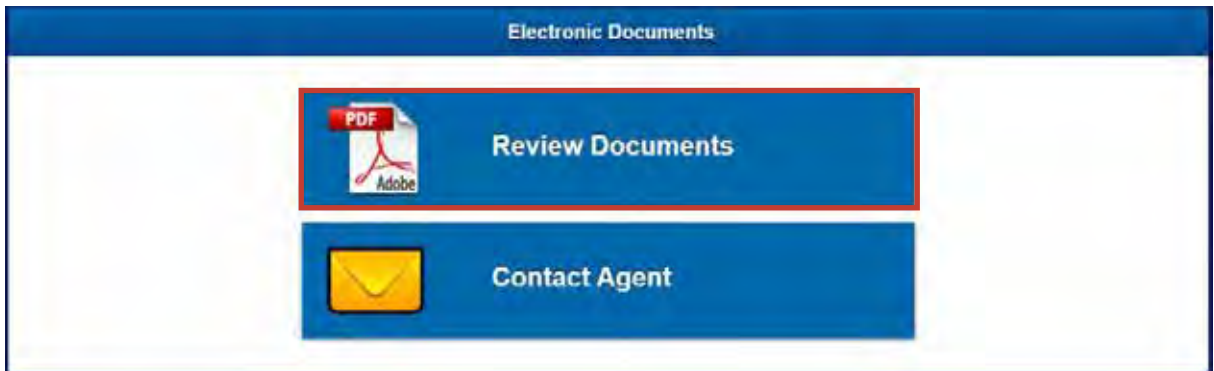 Electronic Documents
PDF
Adobe
Review Documents
Contact Agent